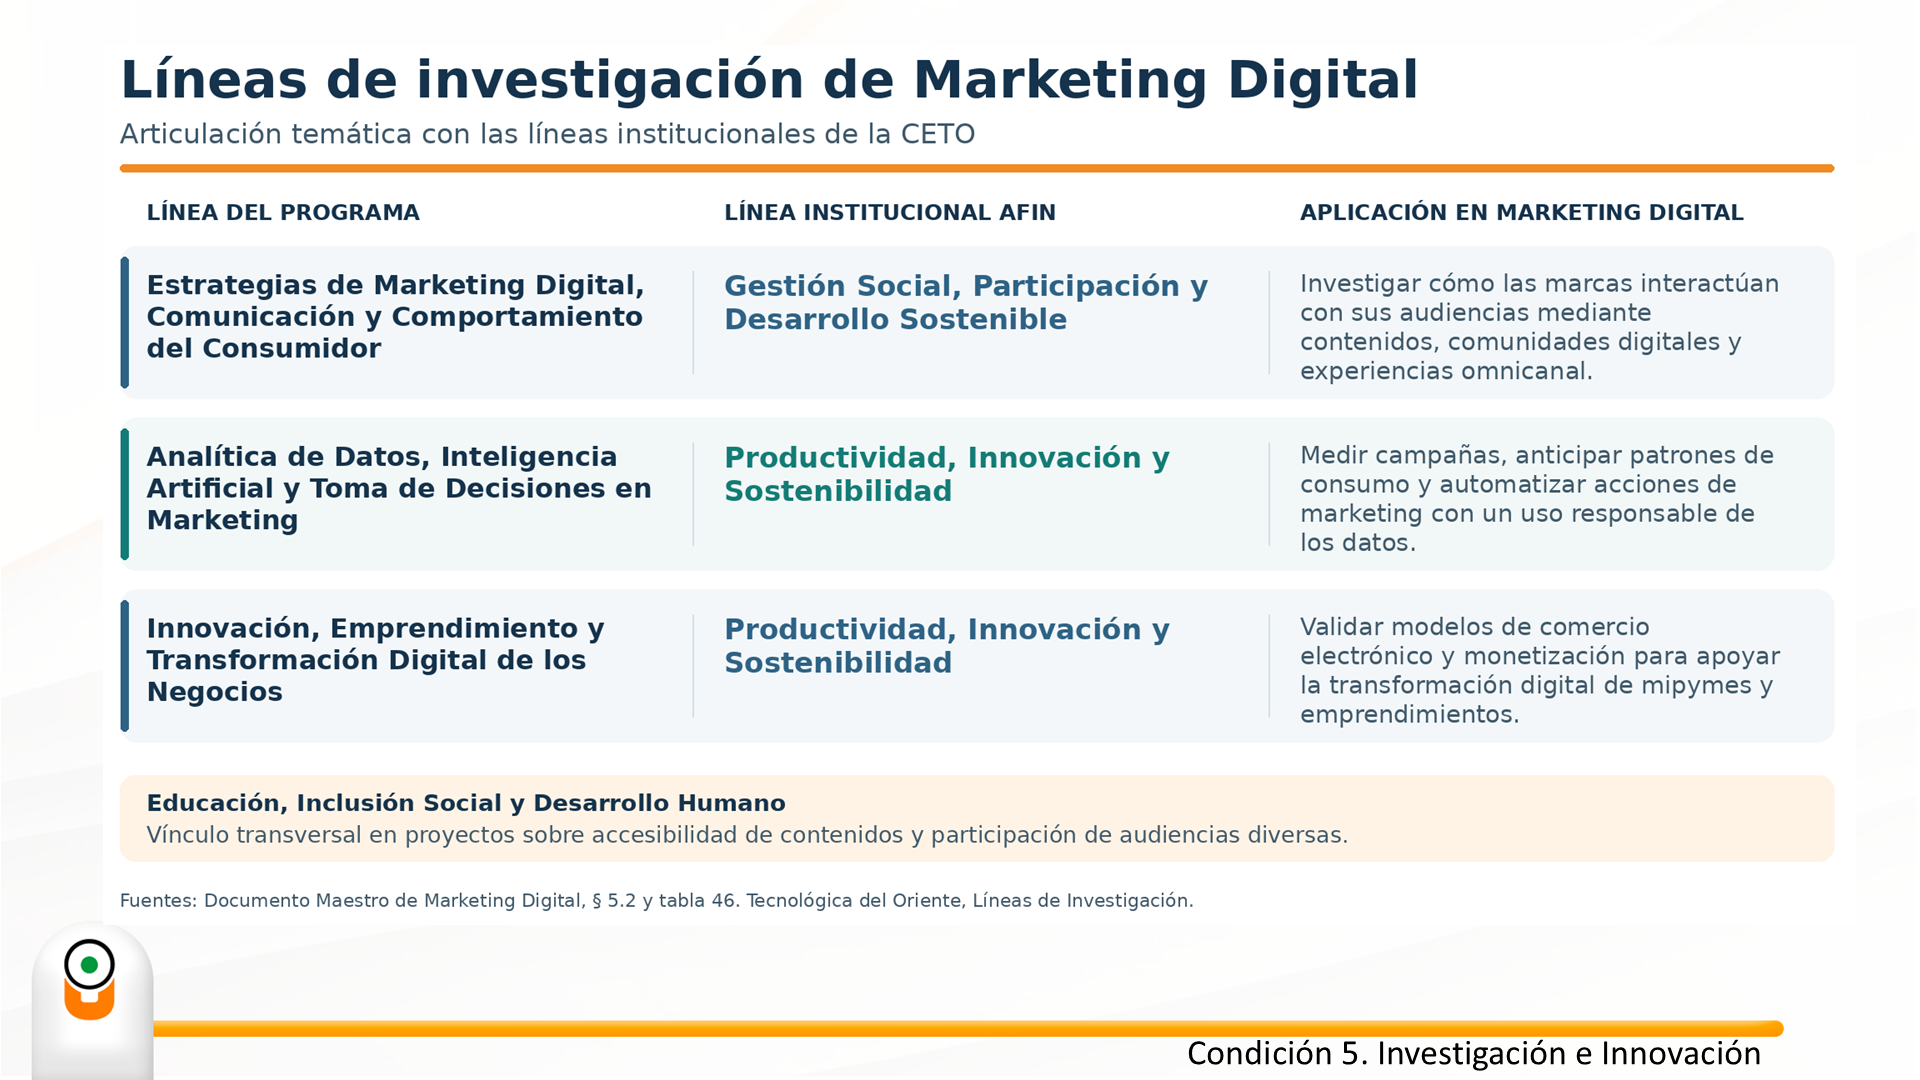 Líneas de investigación de Marketing Digital
Articulación temática con las líneas institucionales de la CETO
LÍNEA DEL PROGRAMA
LÍNEA INSTITUCIONAL AFIN
APLICACIÓN EN MARKETING DIGITAL
Estrategias de Marketing Digital,
Comunicación y Comportamiento
del Consumidor
Gestión Social, Participación y
Desarrollo Sostenible
Investigar cómo las marcas interactúan
con sus audiencias mediante
contenidos, comunidades digitales y
experiencias omnicanal.
Analítica de Datos, Inteligencia
Artificial y Toma de Decisiones en
Marketing
Productividad, Innovación y
Sostenibilidad
Medir campañas, anticipar patrones de
consumo y automatizar acciones de
marketing con un uso responsable de
los datos.
Innovación, Emprendimiento y
Transformación Digital de los
Negocios
Productividad, Innovación y
Sostenibilidad
Validar modelos de comercio
electrónico y monetización para apoyar
la transformación digital de mipymes y
emprendimientos.
Educación, Inclusión Social y Desarrollo Humano
Vínculo transversal en proyectos sobre accesibilidad de contenidos y participación de audiencias diversas.
Fuentes: Documento Maestro de Marketing Digital, § 5.2 y tabla 46. Tecnológica del Oriente, Líneas de Investigación.
Condición 5. Investigación e Innovación